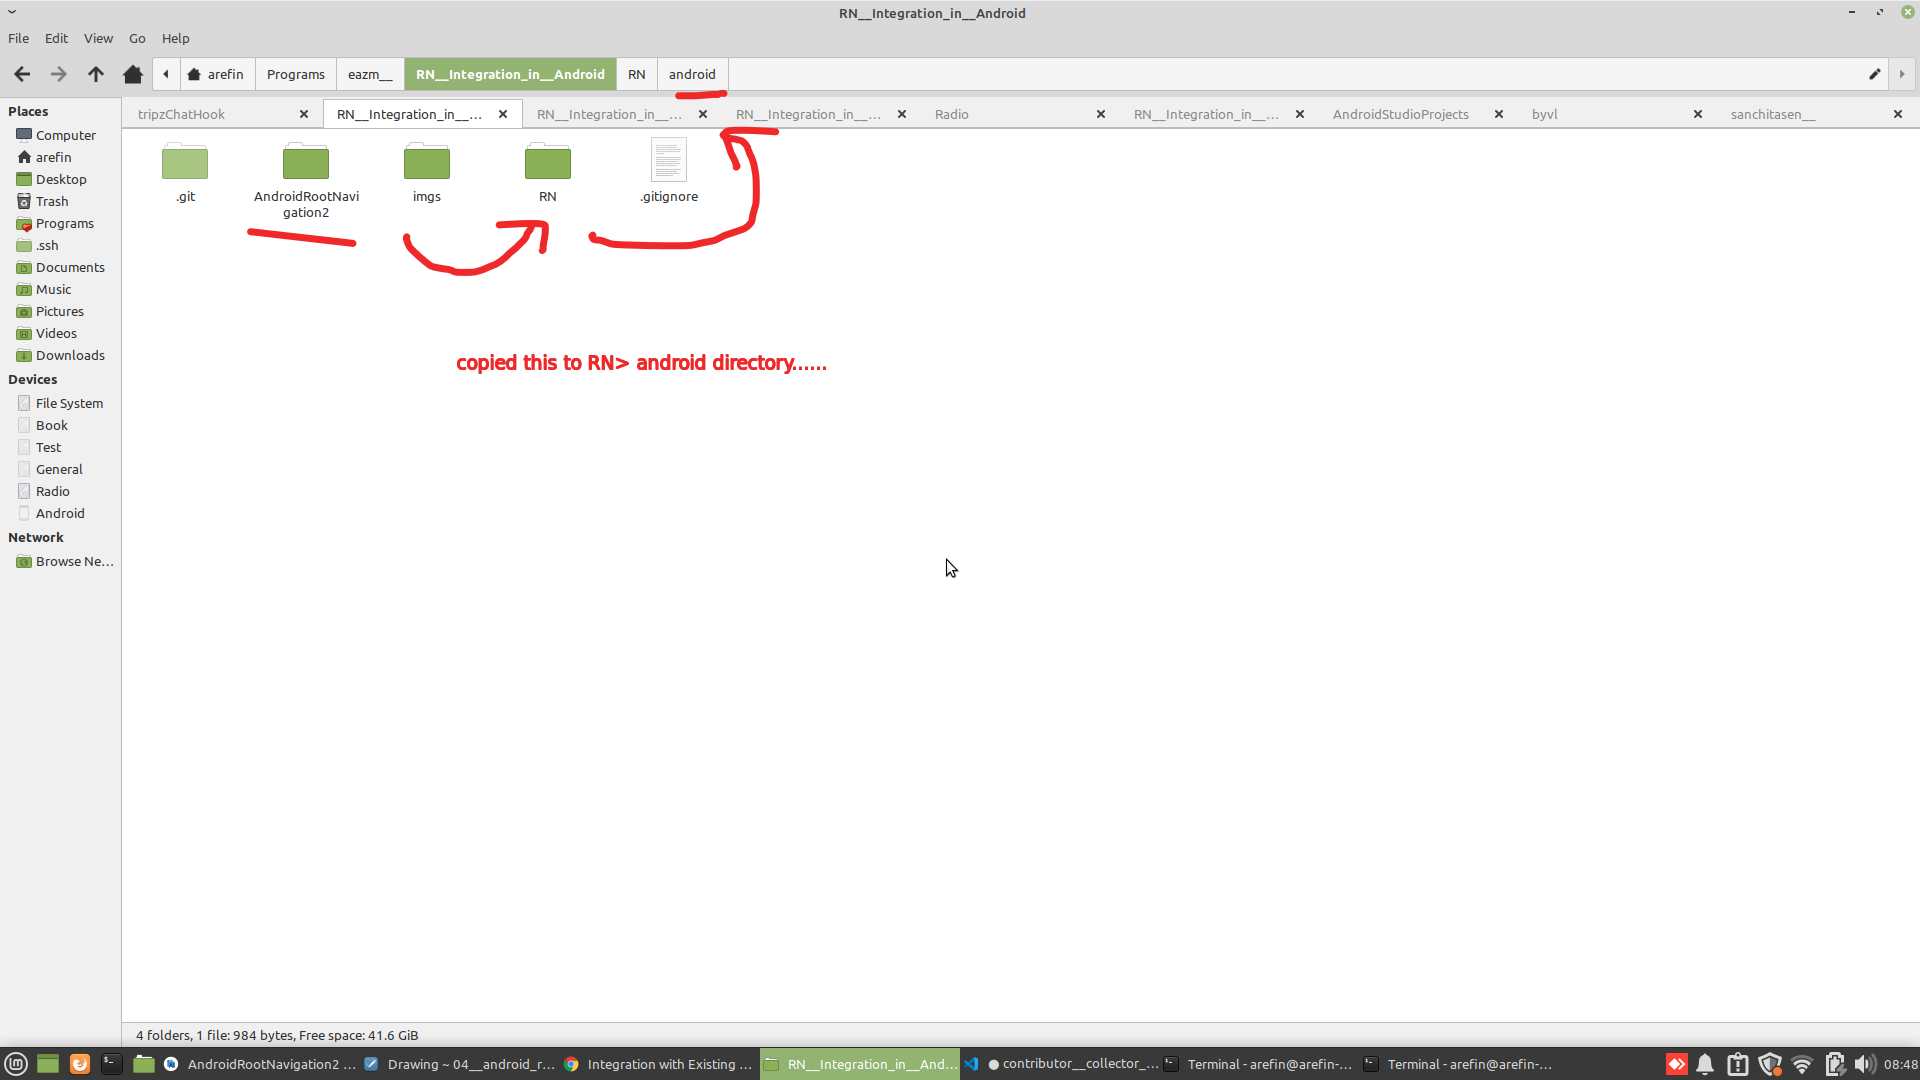 RN__Integration_in__Android
File Edit View Go Help
arefin Programs eazm__ RN__Integration_in__Android RN android
Places
Computer
arefin
Desktop
Trash
Programs
.ssh
Documents
Music
Pictures
Videos
Downloads
Devices
File System
Book
Test
General
Radio
Android
Network
Browse Ne...
tripzChatHook RN__Integration_in__... RN__Integration_in__... RN__Integration_in__... Radio RN__Integration_in__... AndroidStudioProjects byvl sanchitasen__
.git
AndroidRootNavi
gation2
imgs
RN
.gitignore
copied this to RN> android directory......
4 folders, 1 file: 984 bytes, Free space: 41.6 GiB
AndroidRootNavigation2 ... Drawing ~ 04__android_r... Integration with Existing ... RN__Integration_in__And... contributor__collector_... Terminal - arefin@arefin-... Terminal - arefin@arefin-... 08:48